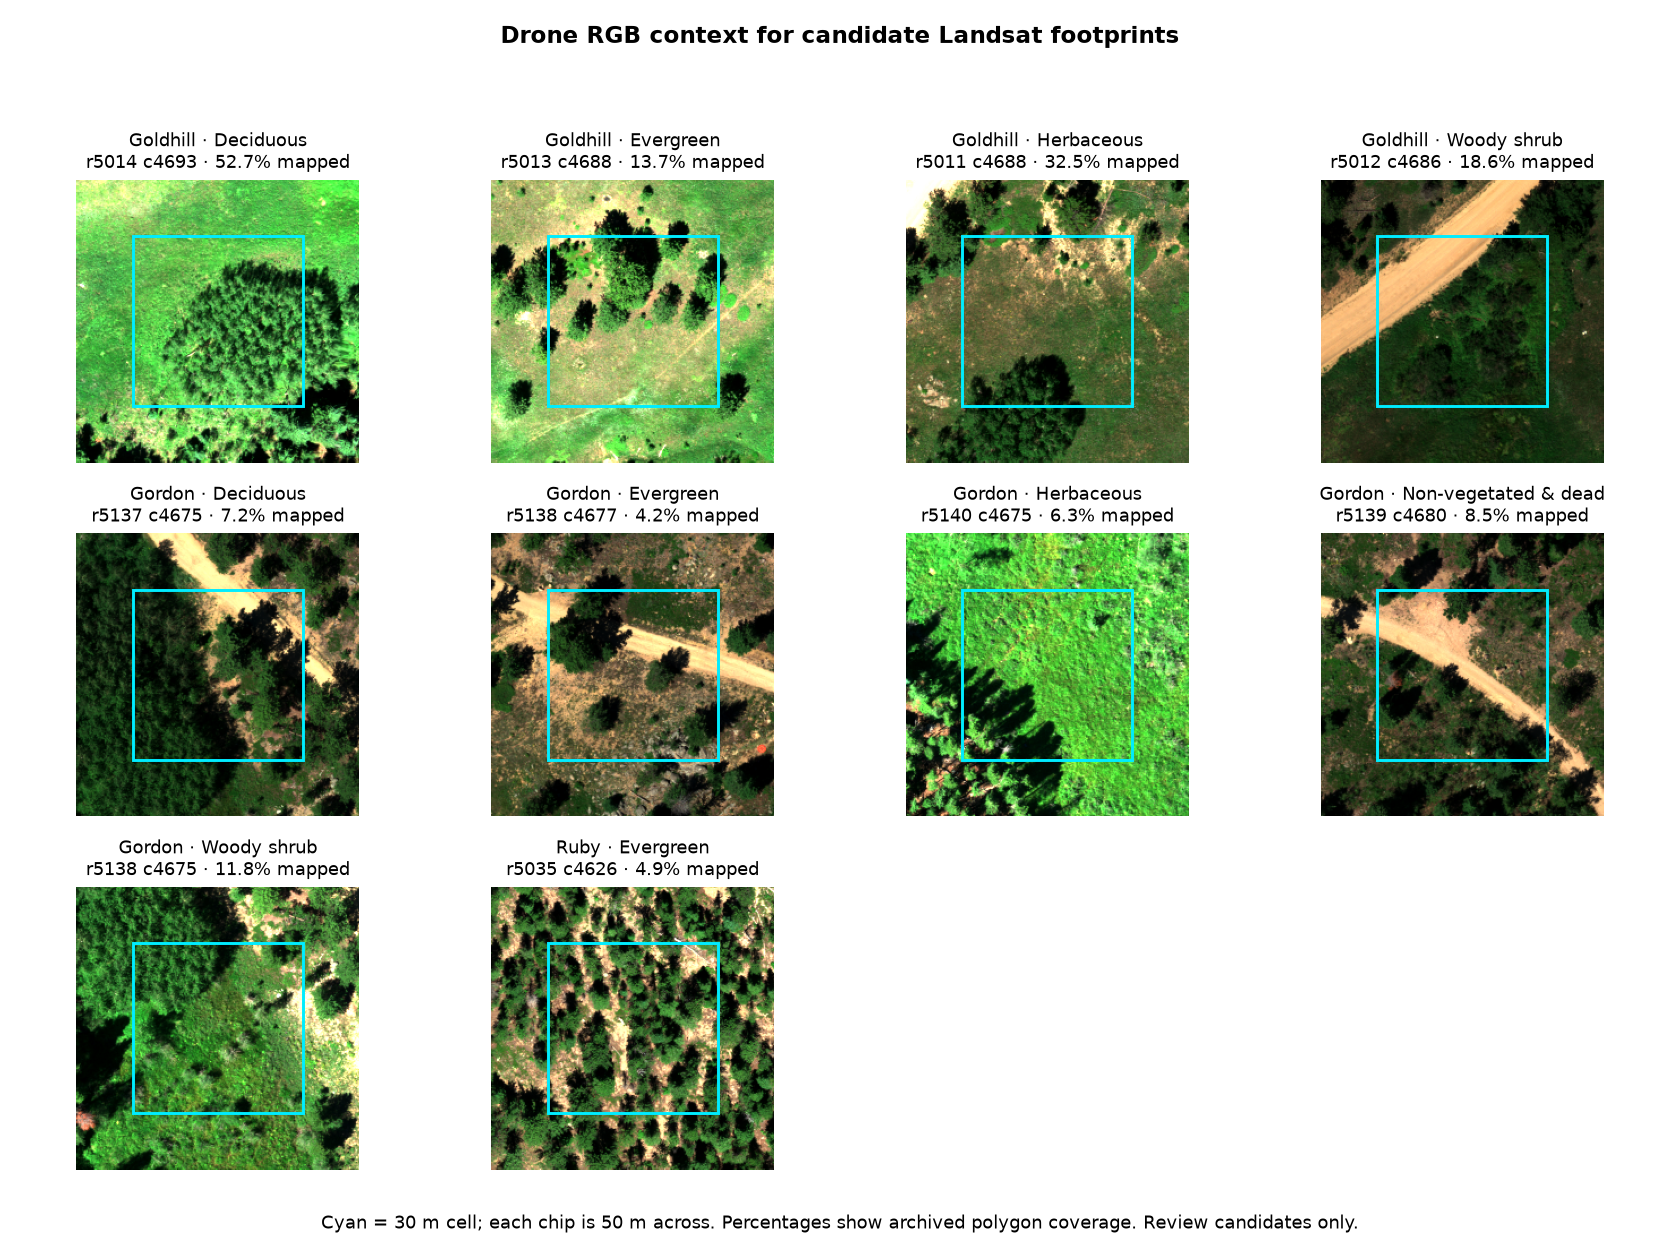 Drone RGB context for candidate Landsat footprints
Goldhill · Deciduous
r5014 c4693 · 52.7% mapped
Goldhill · Evergreen
r5013 c4688 · 13.7% mapped
Goldhill · Herbaceous
r5011 c4688 · 32.5% mapped
Goldhill · Woody shrub
r5012 c4686 · 18.6% mapped
Gordon · Deciduous
r5137 c4675 · 7.2% mapped
Gordon · Evergreen
r5138 c4677 · 4.2% mapped
Gordon · Herbaceous
r5140 c4675 · 6.3% mapped
Gordon · Non-vegetated & dead
r5139 c4680 · 8.5% mapped
Gordon · Woody shrub
r5138 c4675 · 11.8% mapped
Ruby · Evergreen
r5035 c4626 · 4.9% mapped
Cyan = 30 m cell; each chip is 50 m across. Percentages show archived polygon coverage. Review candidates only.